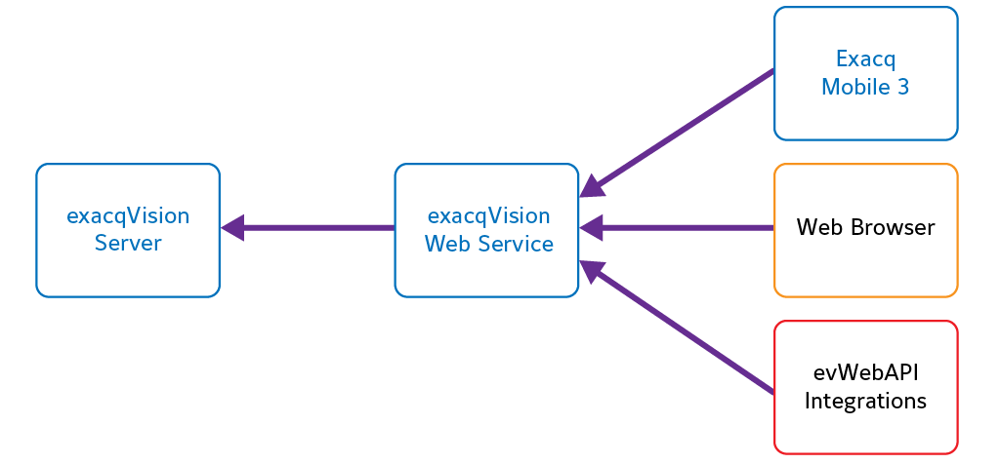 exacqVision
Server
exacqVision
Web Service
Exacq
Mobile 3
Web Browser
evWebAPI
Integrations